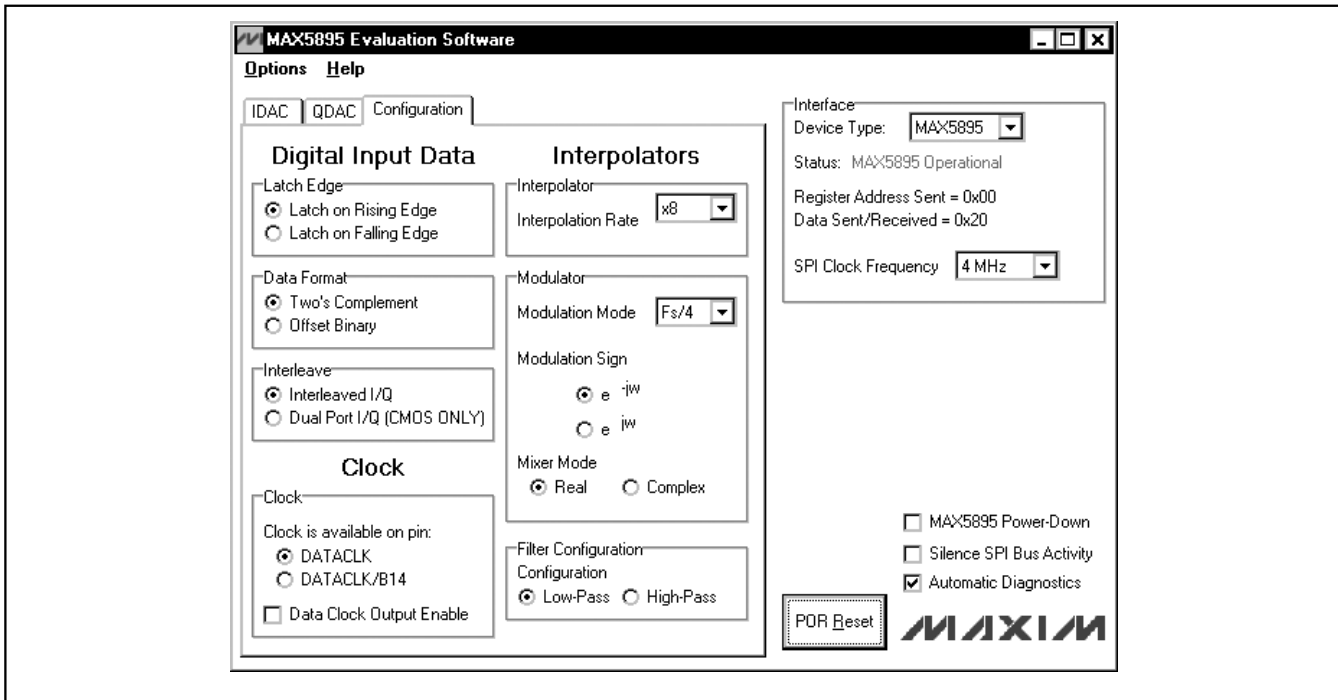 MAX5895 Evaluation Software
Options Help
IDAC QDAC Configuration
Digital Input Data
Latch Edge
Latch on Rising Edge
Latch on Falling Edge
Data Format
Two's Complement
Offset Binary
Interleave
Interleaved I/Q
Dual Port I/Q (CMOS ONLY)
Clock
Clock
Clock is available on pin:
DATACLK
DATACLK/B14
Data Clock Output Enable
Interpolators
Interpolator
Interpolation Rate x8
Modulator
Modulation Mode Fs/4
Modulation Sign
e -jw
e jw
Mixer Mode
Real Complex
Filter Configuration
Configuration
Low-Pass High-Pass
Interface
Device Type: MAX5895
Status: MAX5895 Operational
Register Address Sent = 0x00
Data Sent/Received = 0x20
SPI Clock Frequency 4 MHz
MAX5895 Power-Down
Silence SPI Bus Activity
Automatic Diagnostics
POR Reset
MAXIM